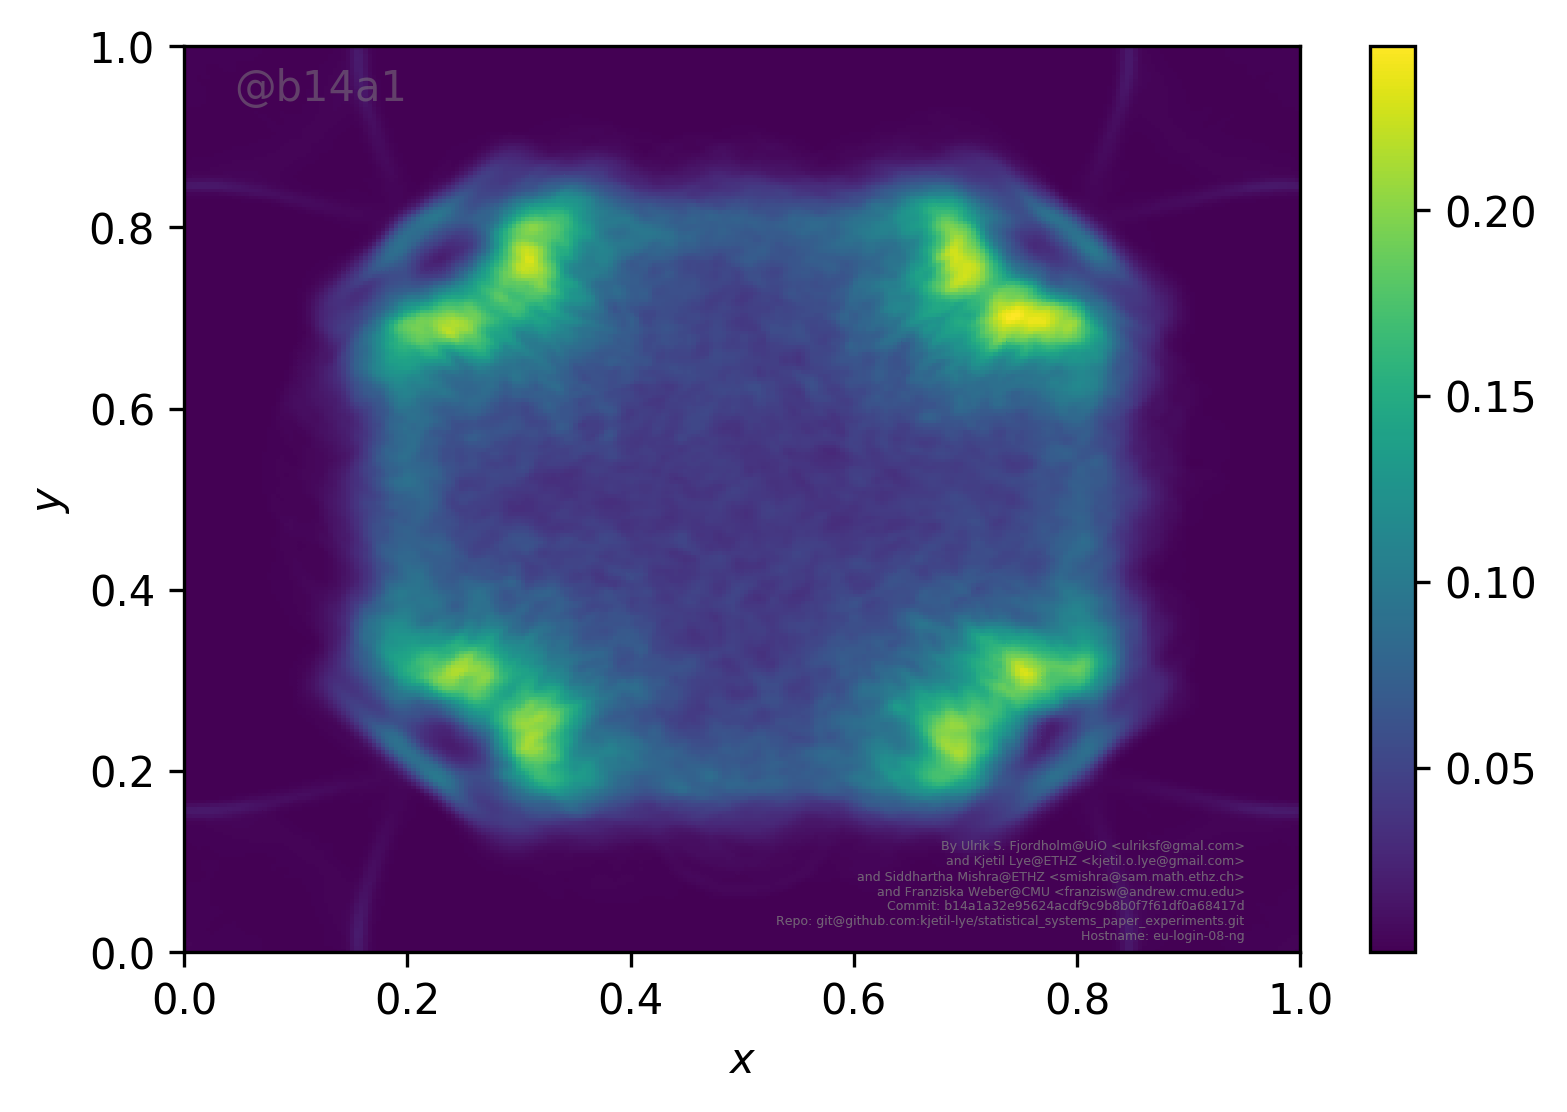 @b14a1
1.0
0.8
0.6
0.4
0.2
0.0
y
0.0 0.2 0.4 0.6 0.8 1.0
x
0.20
0.15
0.10
0.05
By Ulrik S. Fjordholm@UiO <ulriksf@gmal.com>
and Kjetil Lye@ETHZ <kjetil.o.lye@gmail.com>
and Siddhartha Mishra@ETHZ <smishra@sam.math.ethz.ch>
and Franziska Weber@CMU <franzisw@andrew.cmu.edu>
Commit: b14a1a32e95624acdf9c9b8b0f7f61df0a68417d
Repo: git@github.com:kjetil-lye/statistical_systems_paper_experiments.git
Hostname: eu-login-08-ng